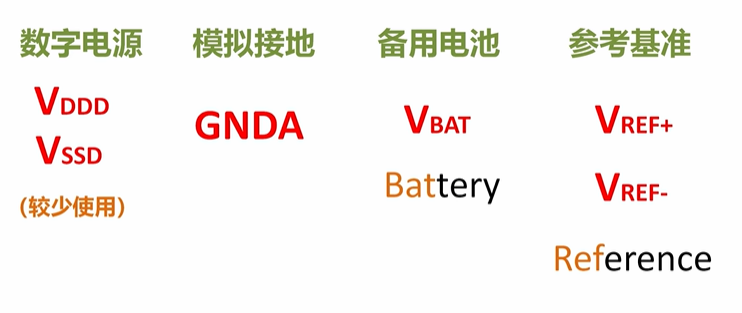 数字电源 模拟接地 备用电池 参考基准
VDDD
VSSD
(较少使用)
GNDA
VBAT
Battery
VREF+
VREF-
Reference